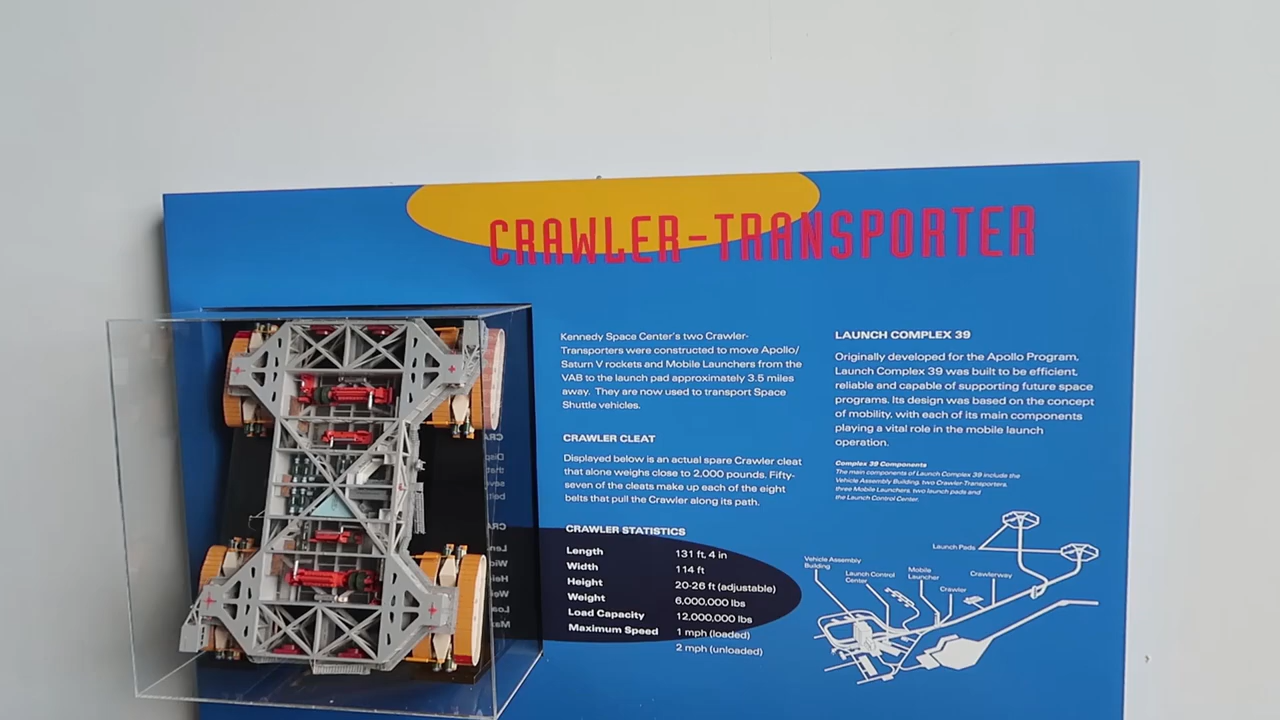 CRAWLER-TRANSPORTER
Kennedy Space Center's two Crawler-
Transporters were constructed to move Apollo/
Saturn V rockets and Mobile Launchers from the
VAB to the launch pad approximately 3.5 miles
away. They are now used to transport Space
Shuttle vehicles.
CRAWLER CLEAT
Displayed below is an actual spare Crawler cleat
that alone weighs close to 2,000 pounds. Fifty-
seven of the cleats make up each of the eight
belts that pull the Crawler along its path.
CRAWLER STATISTICS
Length 131 ft, 4 in
Width 114 ft
Height 20-26 ft (adjustable)
Weight 6,000,000 lbs
Load Capacity 12,000,000 lbs
Maximum Speed 1 mph (loaded)
2 mph (unloaded)
LAUNCH COMPLEX 39
Originally developed for the Apollo Program,
Launch Complex 39 was built to be efficient,
reliable and capable of supporting future space
programs. Its design was based on the concept
of mobility, with each of its main components
playing a vital role in the mobile launch
operation.
Complex 39 Components
The main components of Launch Complex 39 include the
Vehicle Assembly Building, two Crawler-Transporters,
three Mobile Launchers, two launch pads and
the Launch Control Center.
Launch Pads
Vehicle Assembly
Building
Launch Control
Center
Mobile
Launcher
Crawler
Crawlerway